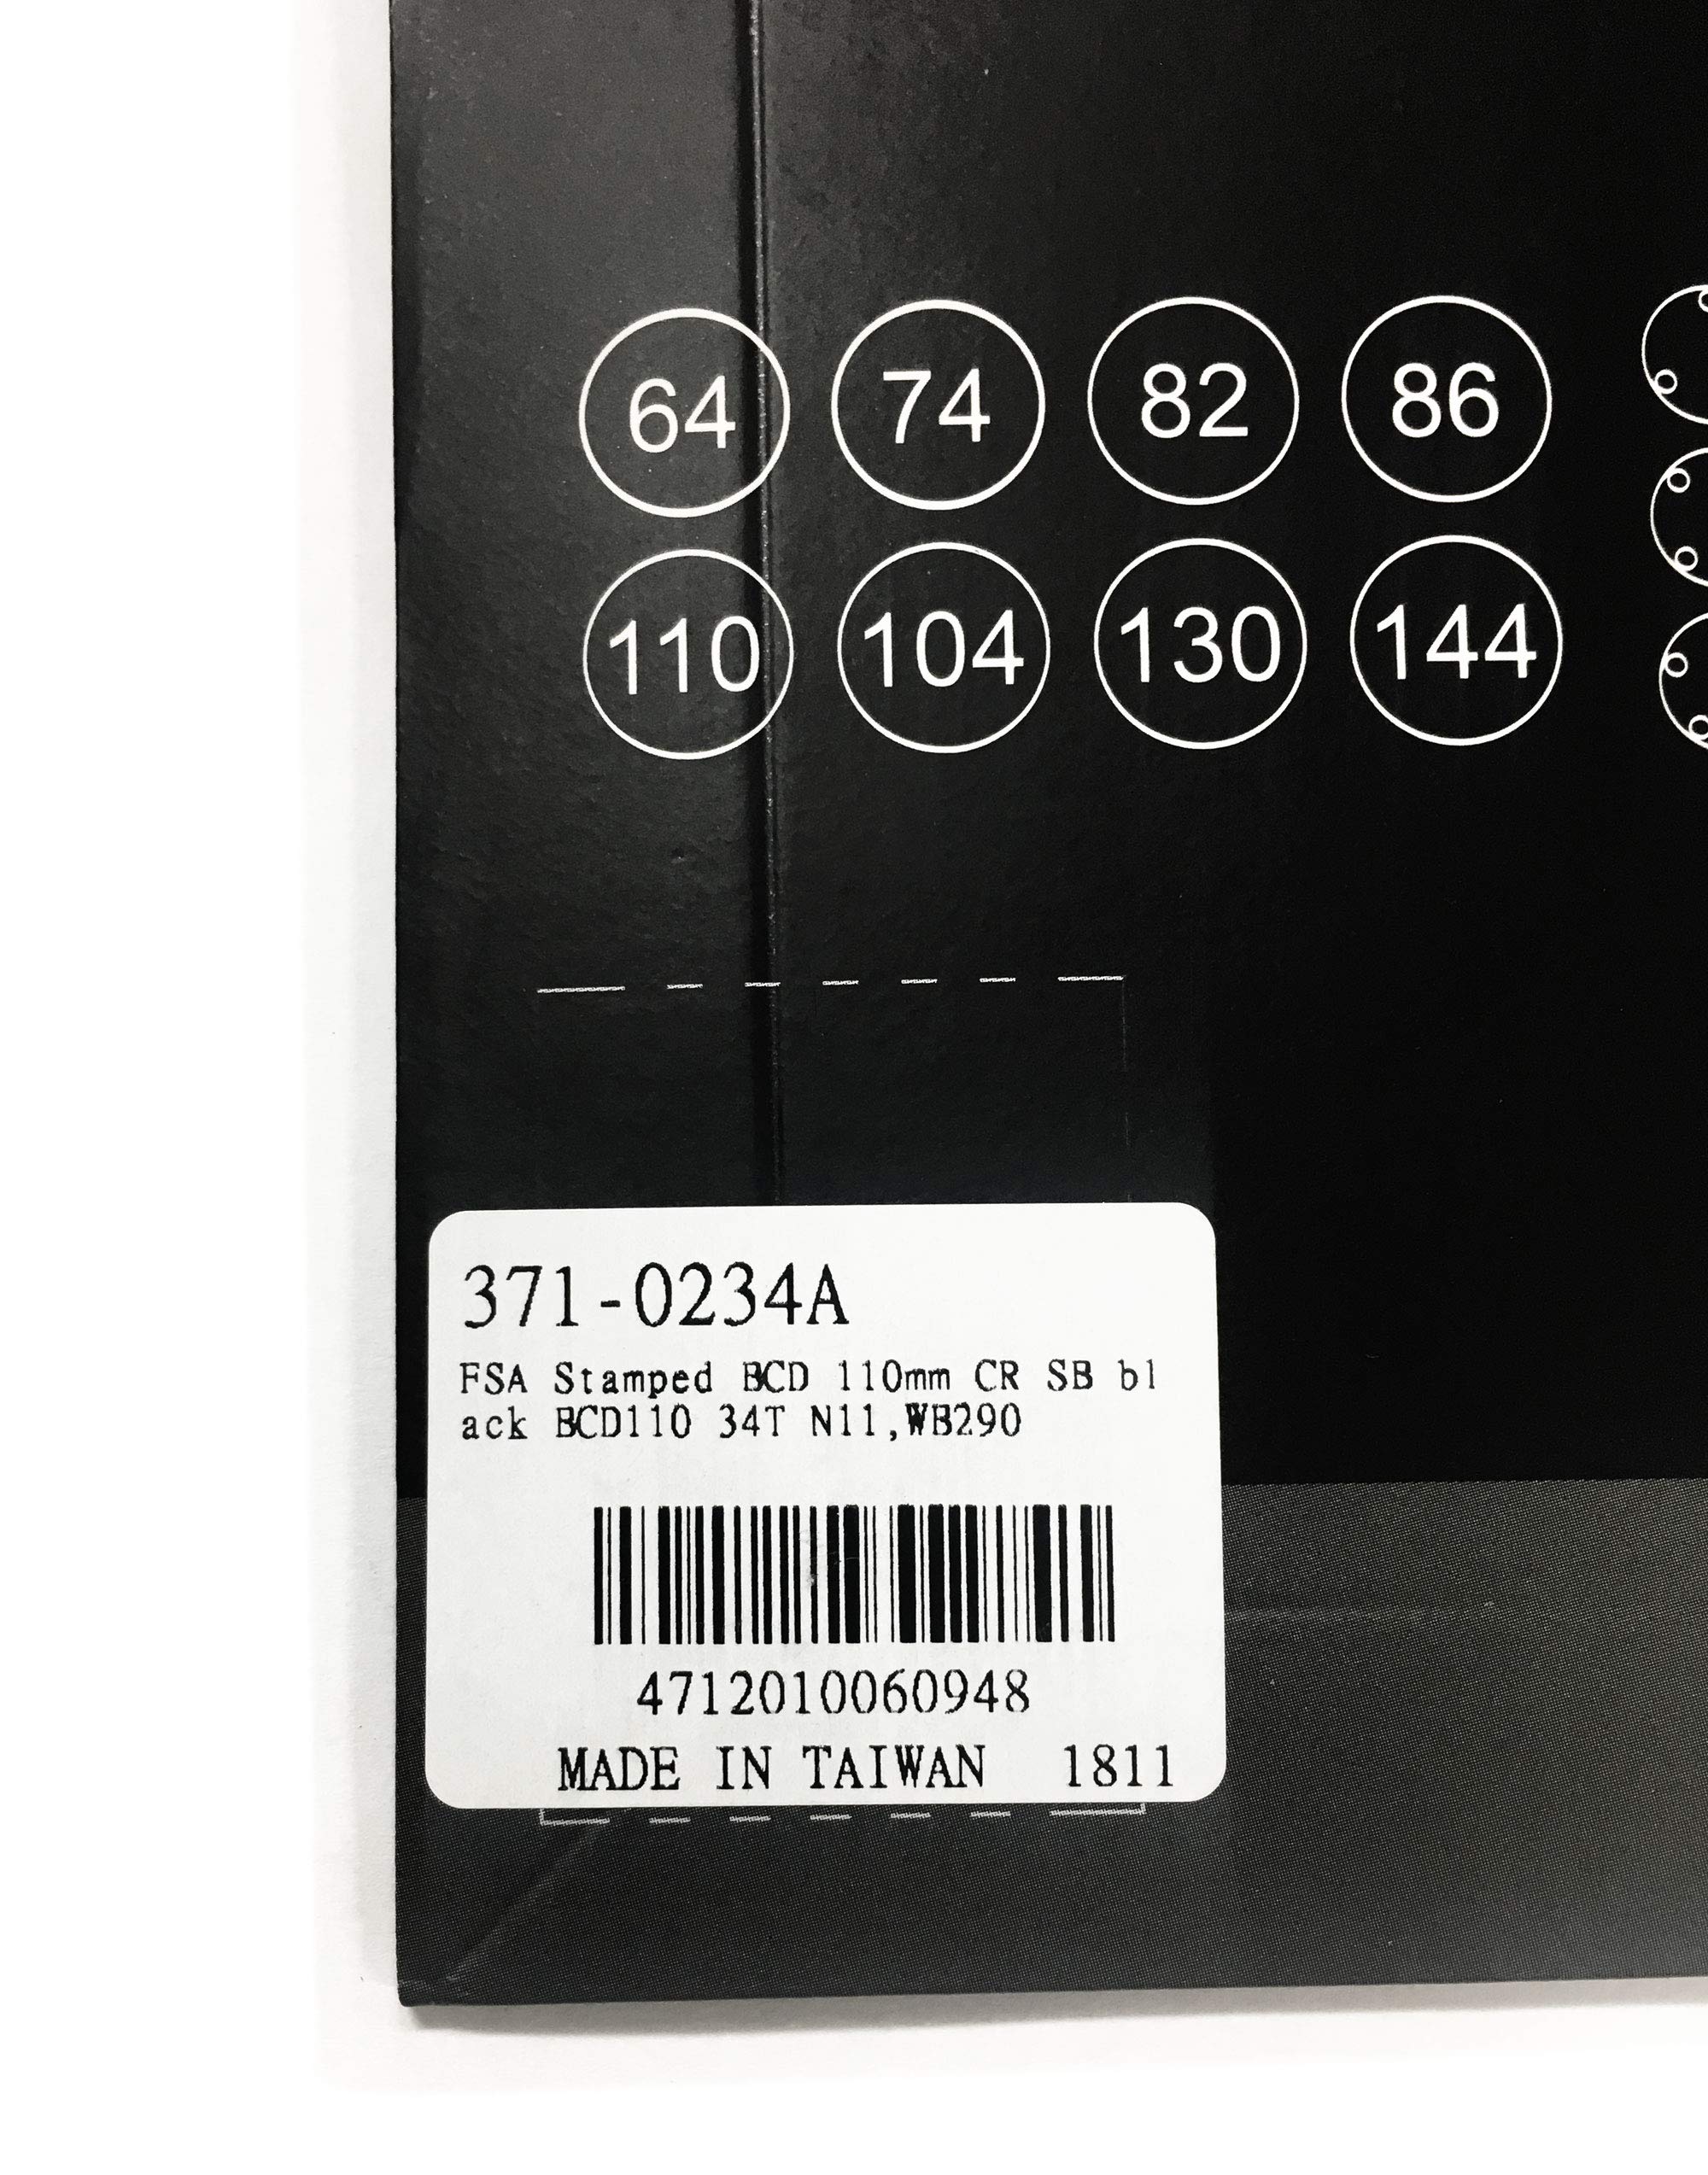 64 74 82 86
110 104 130 144
371-0234A
FSA Stamped BCD 110mm CR SB bl
ack BCD110 34T N11,WB290
4712010060948
MADE IN TAIWAN 1811